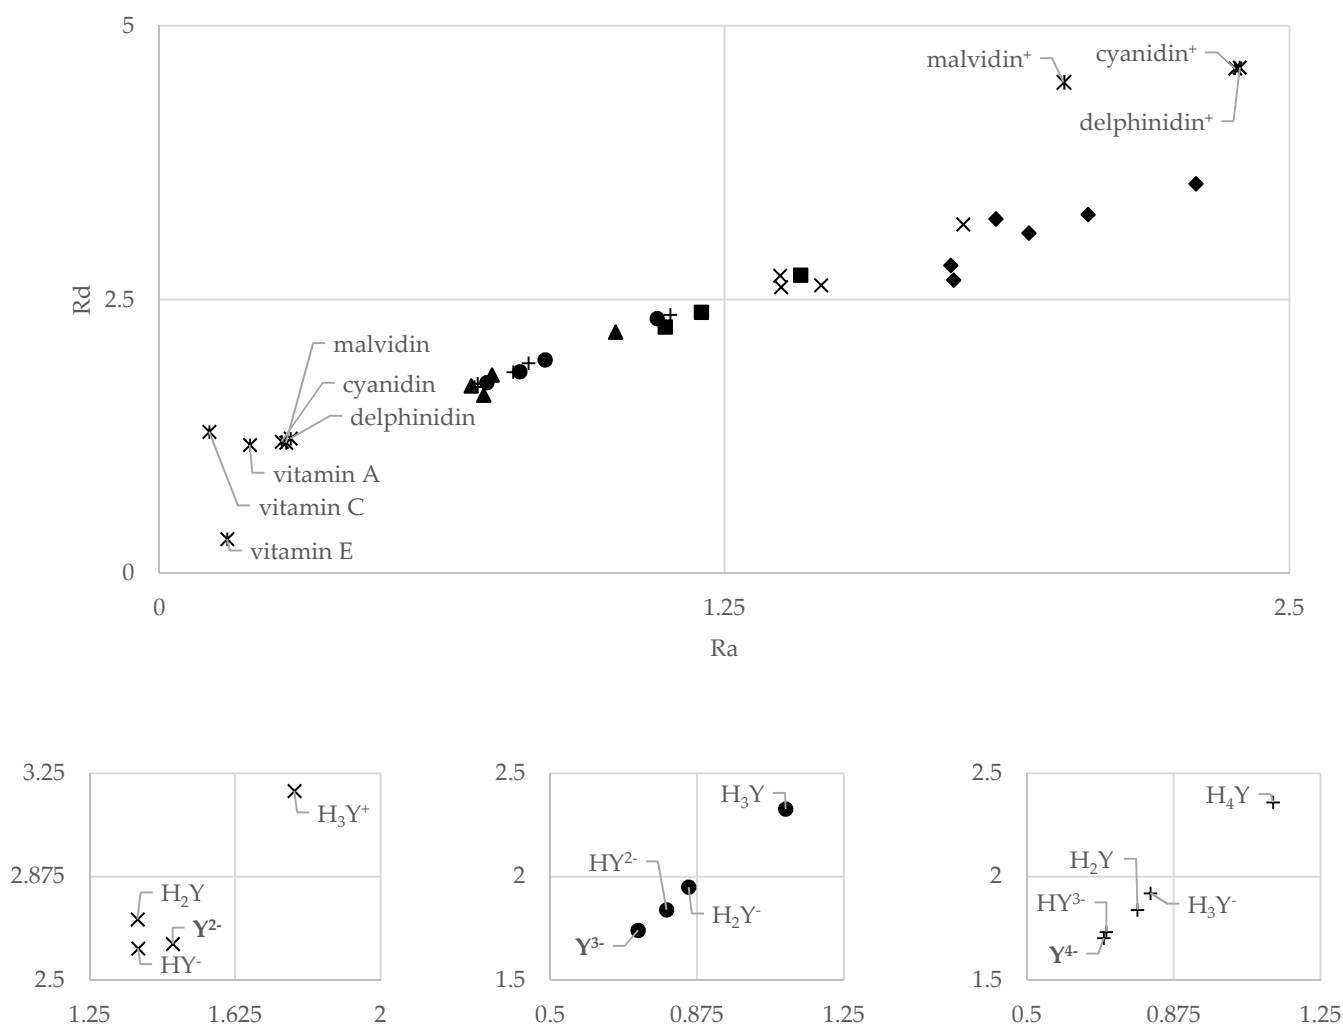 5
malvidin⁺
cyanidin⁺
delphinidin⁺
Rd
2.5
malvidin
cyanidin
delphinidin
vitamin A
vitamin C
vitamin E
0
0 1.25 2.5
Ra
3.25
H₃Y⁺
2.875
H₂Y
Y²⁻
HY⁻
2.5
1.25 1.625 2
2.5
H₃Y
HY²⁻
2
H₂Y⁻
Y³⁻
1.5
0.5 0.875 1.25
2.5
H₄Y
H₂Y
2
HY³⁻
H₃Y⁻
Y⁴⁻
1.5
0.5 0.875 1.25